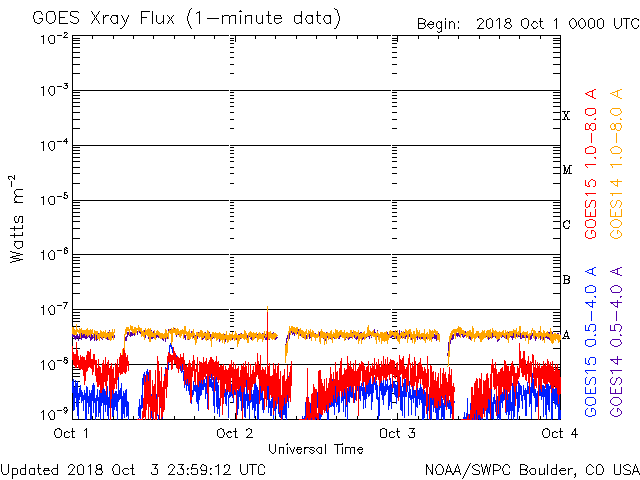 GOES Xray Flux (1-minute data)
Begin: 2018 Oct 1 0000 UTC
10⁻²
10⁻³
10⁻⁴
10⁻⁵
10⁻⁶
10⁻⁷
10⁻⁸
10⁻⁹
Watts m⁻²
X
M
C
B
A
GOES15 1.0-8.0 A
GOES14 1.0-8.0 A
GOES15 0.5-4.0 A
GOES14 0.5-4.0 A
Oct 1 Oct 2 Oct 3 Oct 4
Universal Time
Updated 2018 Oct 3 23:59:12 UTC
NOAA/SWPC Boulder, CO USA